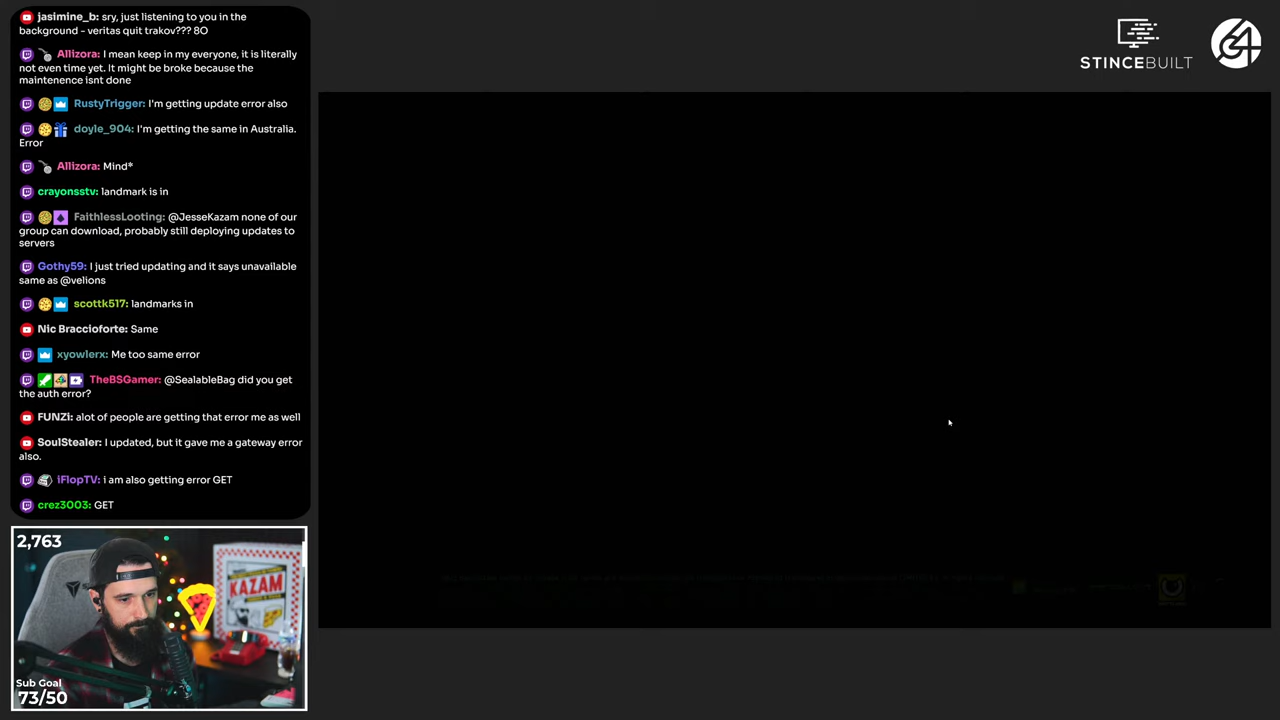 jasimine_b: sry, just listening to you in the
background - veritas quit trakov??? 8O
Allizora: I mean keep in my everyone, it is literally
not even time yet. It might be broke because the
maintenence isnt done
RustyTrigger: I'm getting update error also
doyle_904: I'm getting the same in Australia.
Error
Allizora: Mind*
crayonsstv: landmark is in
FaithlessLooting: @JesseKazam none of our
group can download, probably still deploying updates to
servers
Gothy59: I just tried updating and it says unavailable
same as @velions
scottk517: landmarks in
Nic Braccioforte: Same
xyowlerx: Me too same error
TheBSGamer: @SealableBag did you get
the auth error?
FUNZi: alot of people are getting that error me as well
SoulStealer: I updated, but it gave me a gateway error
also.
iFlopTV: i am also getting error GET
crez3003: GET
2,763
KAZAM
Sub Goal
73/50
STINCEBUILT